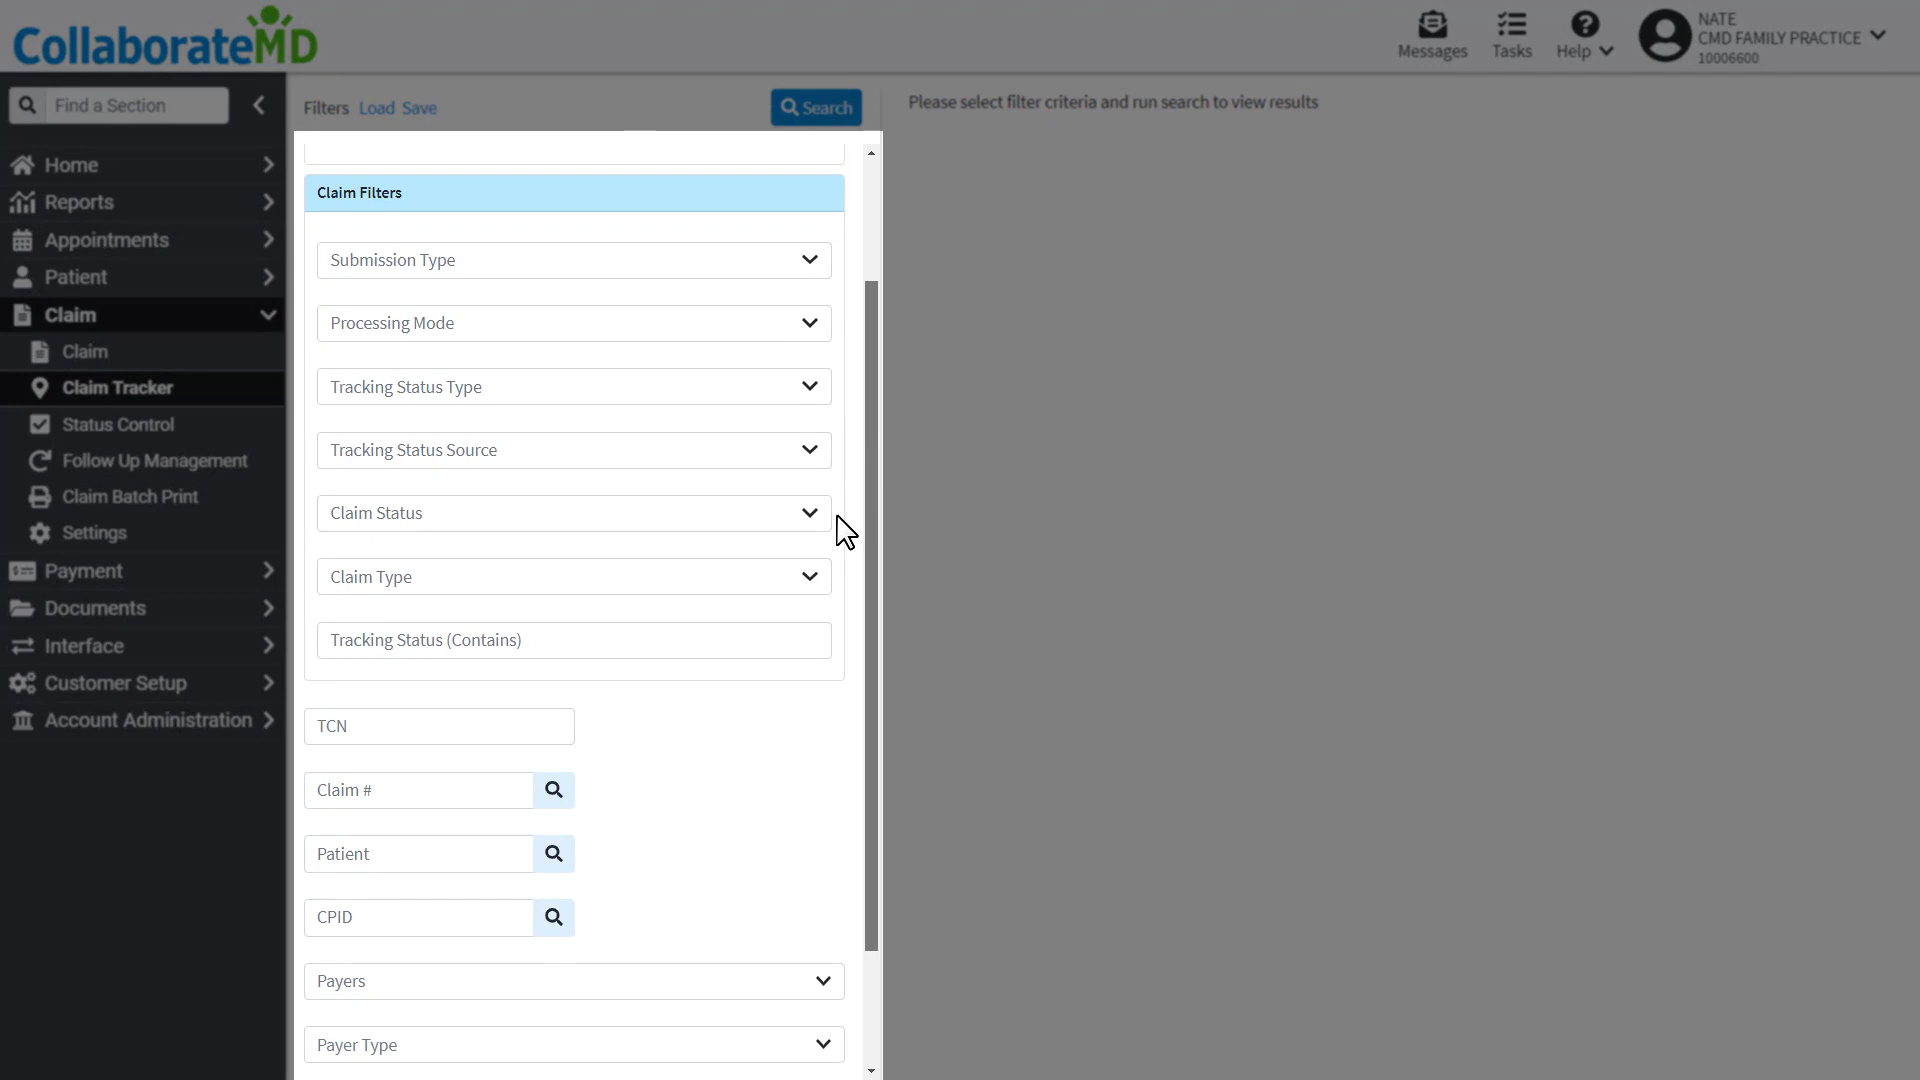 CollaborateMD
Messages
Tasks
Help
NATE
CMD FAMILY PRACTICE
10006600
Find a Section
Home
Reports
Appointments
Patient
Claim
Claim
Claim Tracker
Status Control
Follow Up Management
Claim Batch Print
Settings
Payment
Documents
Interface
Customer Setup
Account Administration
Filters Load Save
Search
Please select filter criteria and run search to view results
Claim Filters
Submission Type
Processing Mode
Tracking Status Type
Tracking Status Source
Claim Status
Claim Type
Tracking Status (Contains)
TCN
Claim #
Patient
CPID
Payers
Payer Type